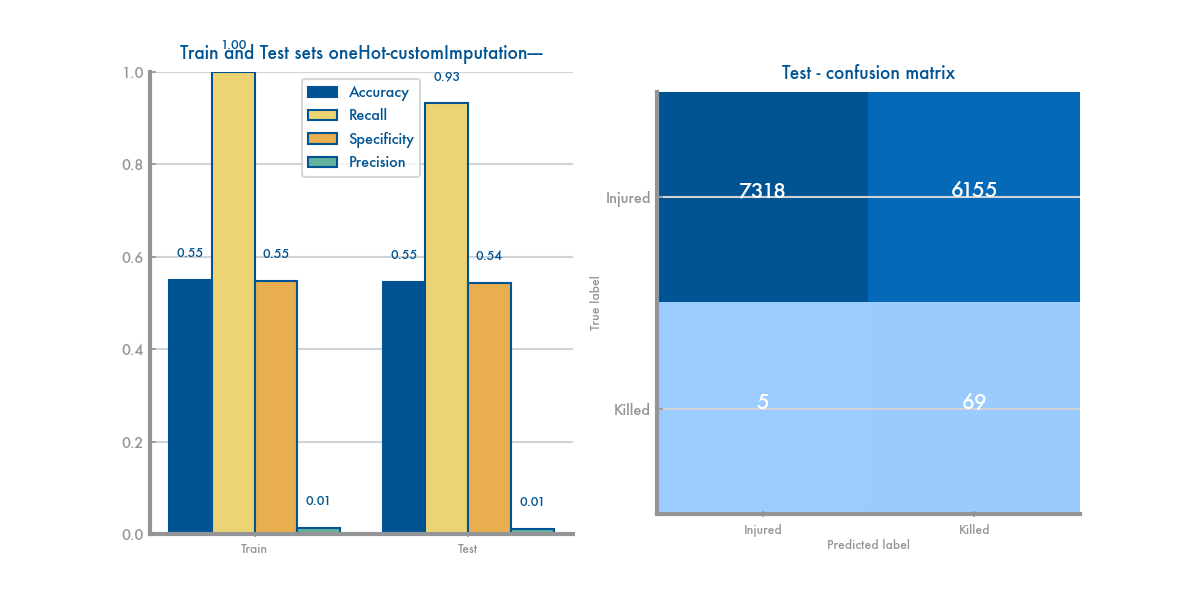 Train and Test sets oneHot-customImputation---
1.00
0.93
1.0
0.8
0.6
0.4
0.2
0.0
Accuracy
Recall
Specificity
Precision
0.55
0.55
0.01
0.55
0.54
0.01
Train
Test
Test - confusion matrix
True label
Injured
7318
6155
Killed
5
69
Injured
Killed
Predicted label